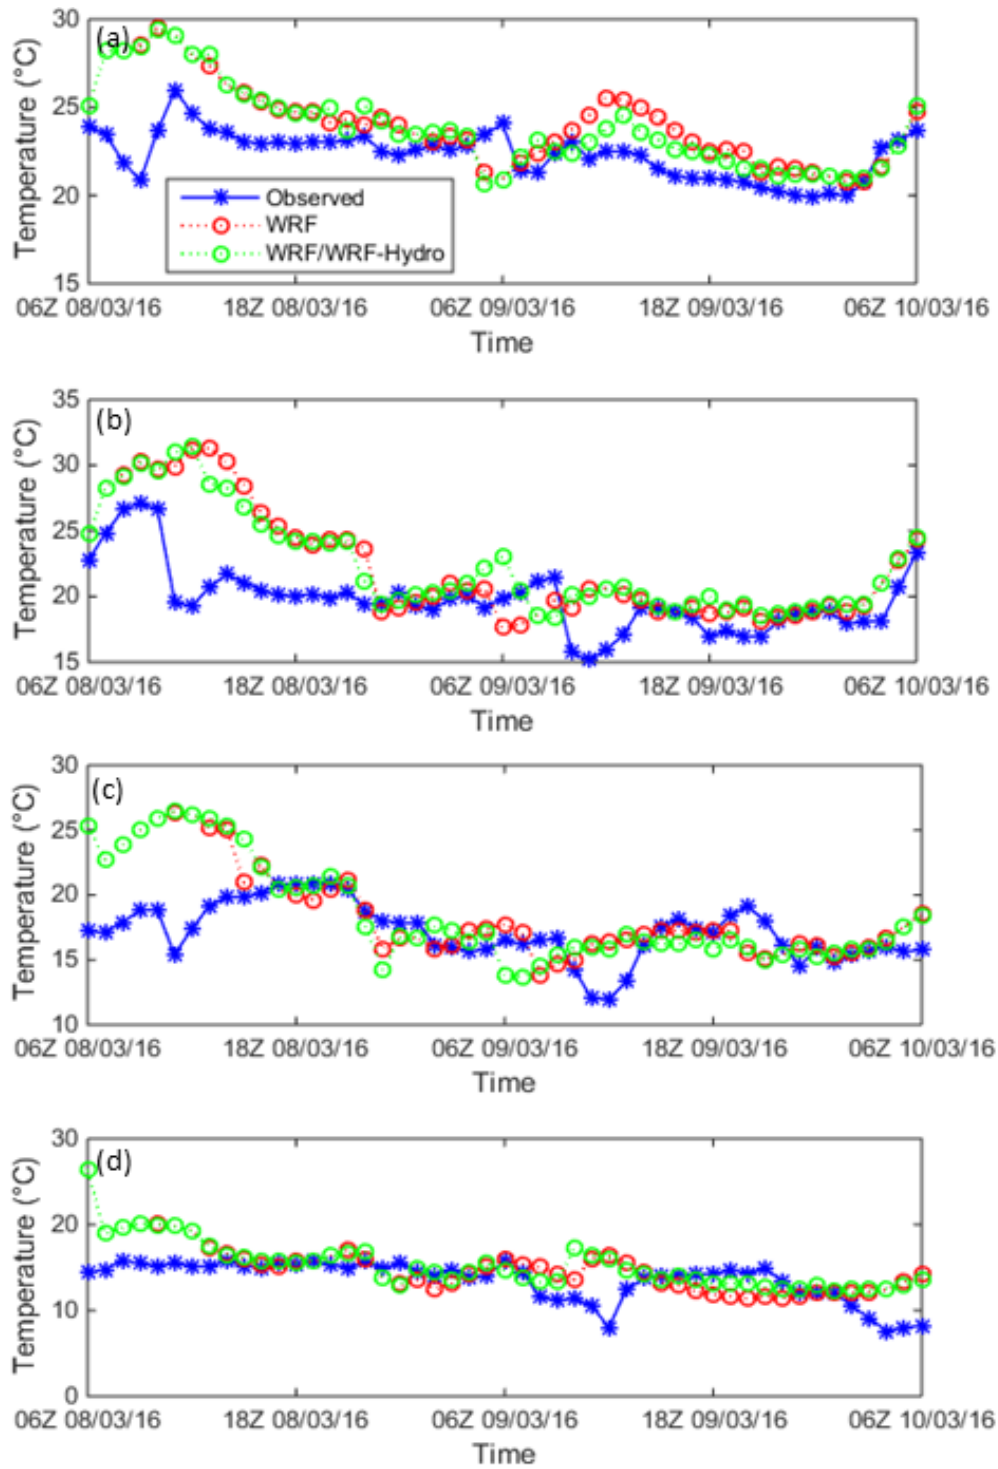 (a)
30
25
20
15
Temperature (°C)
Observed
WRF
WRF/WRF-Hydro
06Z 08/03/16 18Z 08/03/16 06Z 09/03/16 18Z 09/03/16 06Z 10/03/16
Time
(b)
35
30
25
20
15
Temperature (°C)
06Z 08/03/16 18Z 08/03/16 06Z 09/03/16 18Z 09/03/16 06Z 10/03/16
Time
(c)
30
25
20
15
10
Temperature (°C)
06Z 08/03/16 18Z 08/03/16 06Z 09/03/16 18Z 09/03/16 06Z 10/03/16
Time
(d)
30
20
10
0
Temperature (°C)
06Z 08/03/16 18Z 08/03/16 06Z 09/03/16 18Z 09/03/16 06Z 10/03/16
Time